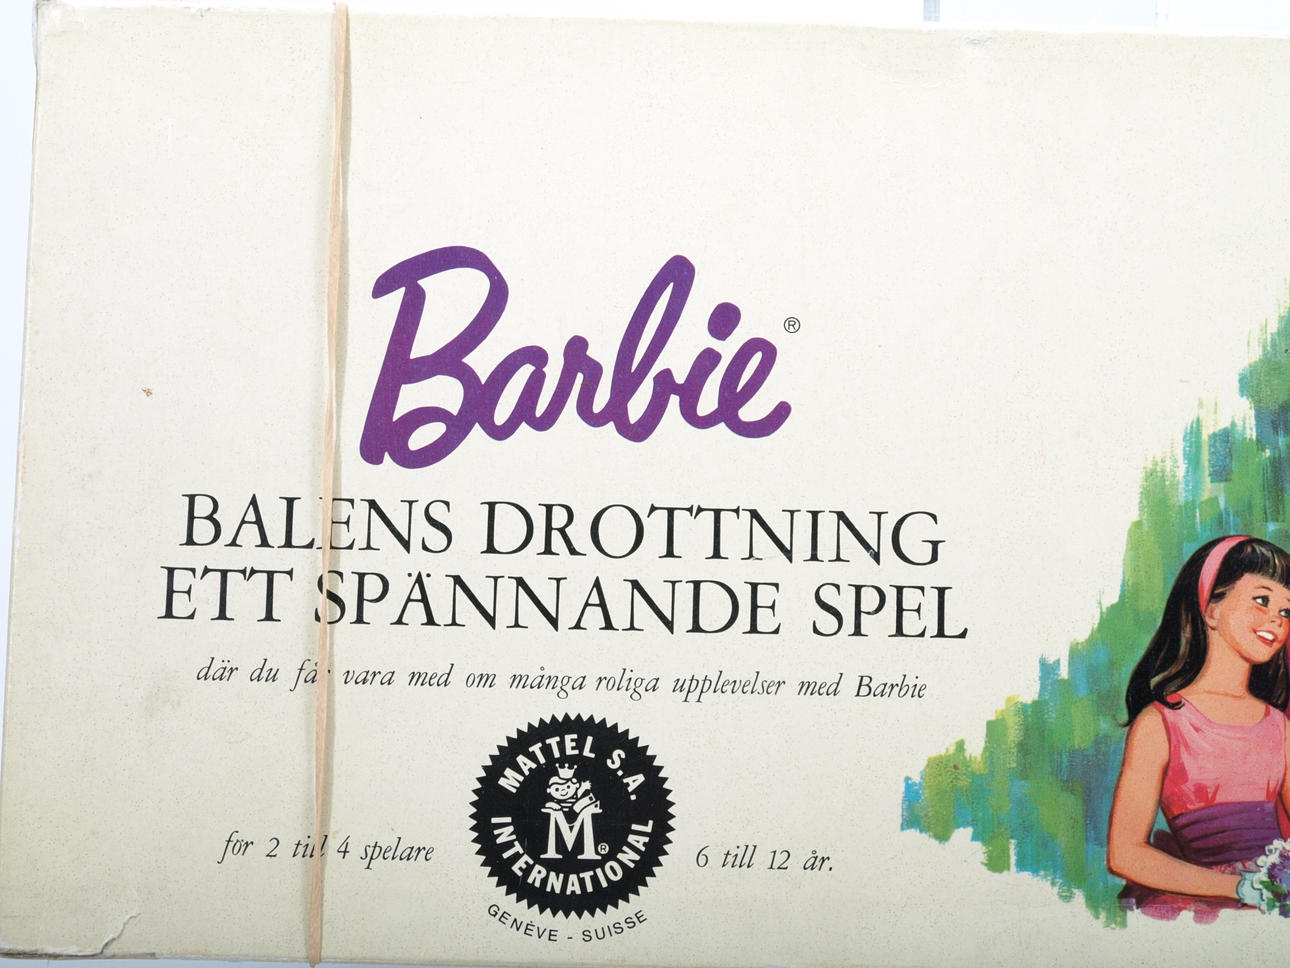 Barbie®
BALENS DROTTNING
ETT SPÄNNANDE SPEL
där du får vara med om många roliga upplevelser med Barbie
MATTEL S.A.
M®
INTERNATIONAL
GENÈVE - SUISSE
för 2 till 4 spelare
6 till 12 år.